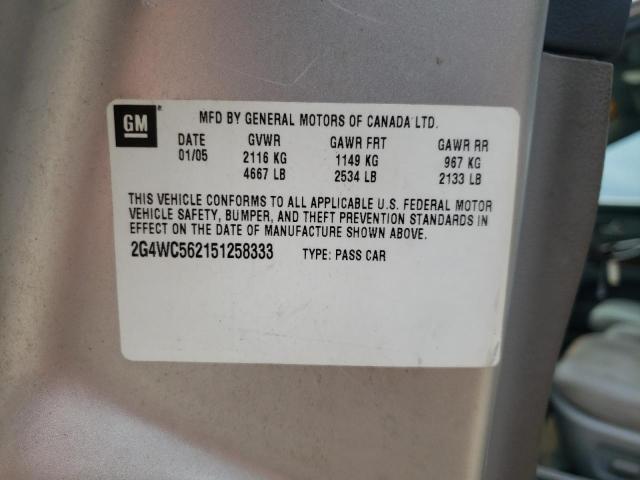 GM
MFD BY GENERAL MOTORS OF CANADA LTD.
DATE GVWR GAWR FRT GAWR RR
01/05 2116 KG 1149 KG 967 KG
4667 LB 2534 LB 2133 LB
THIS VEHICLE CONFORMS TO ALL APPLICABLE U.S. FEDERAL MOTOR
VEHICLE SAFETY, BUMPER, AND THEFT PREVENTION STANDARDS IN
EFFECT ON THE DATE OF MANUFACTURE SHOWN ABOVE.
2G4WC562151258333 TYPE: PASS CAR